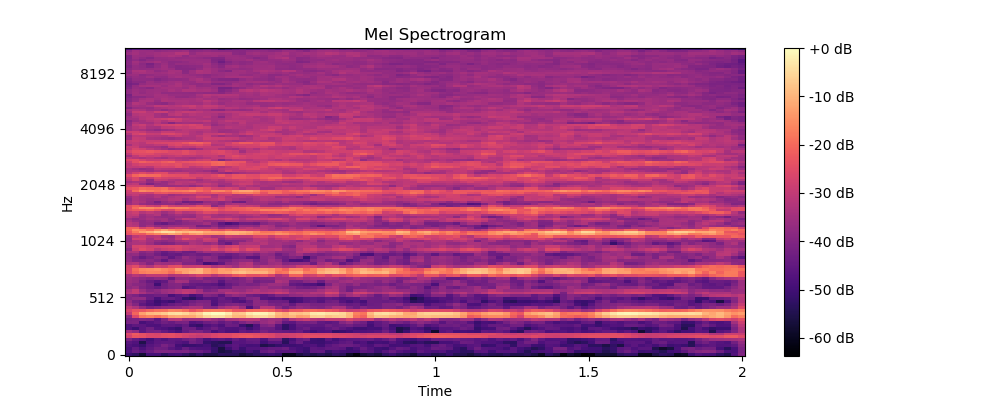 Mel Spectrogram
Hz
8192
4096
2048
1024
512
0
0 0.5 1 1.5 2
Time
+0 dB
-10 dB
-20 dB
-30 dB
-40 dB
-50 dB
-60 dB